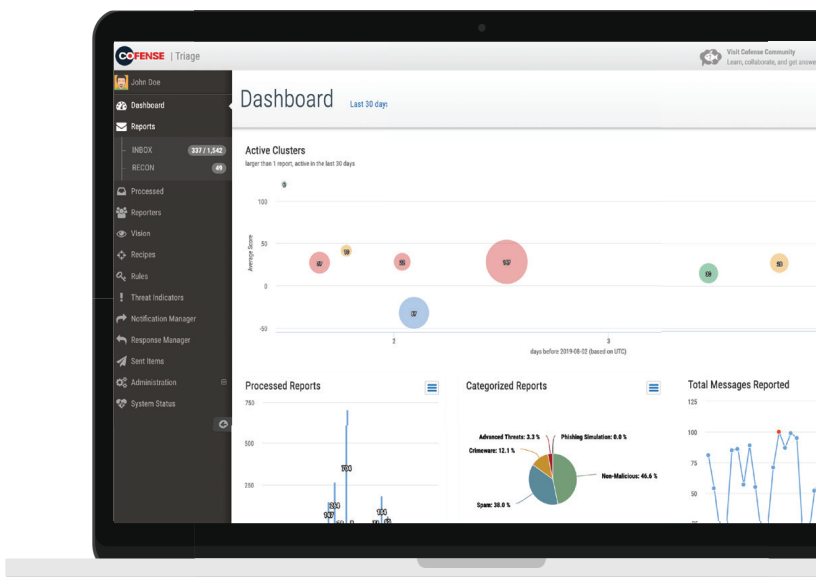 COFENSE | Triage
Visit Cofense Community
Learn, collaborate, and get answe
John Doe
Dashboard
Reports
INBOX 337 / 1,542
RECON 49
Processed
Reporters
Vision
Recipes
Rules
Threat Indicators
Notification Manager
Response Manager
Sent Items
Administration
System Status
Dashboard Last 30 days
Active Clusters
larger than 1 report, active in the last 30 days
100
50
0
-50
Average Score
2
3
days before 2019-08-02 (based on UTC)
Processed Reports
750
500
250
Categorized Reports
Advanced Threats: 3.3 %
Phishing Simulation: 0.0 %
Crimeware: 12.1 %
Non-Malicious: 46.6 %
Spam: 38.0 %
Total Messages Reported
125
100
75
50